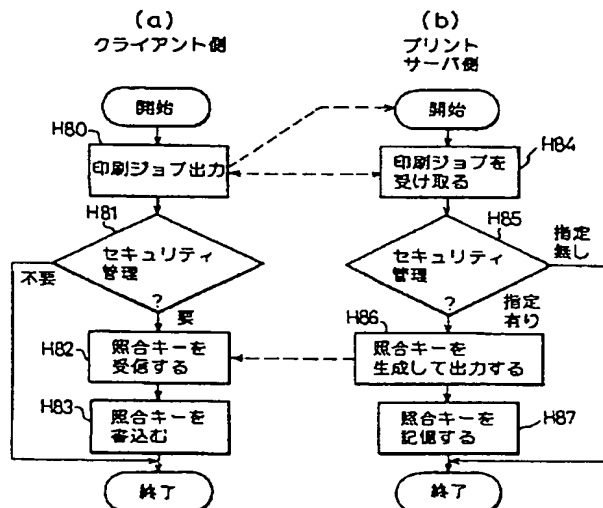 (a)
クライアント側
開始
H80
印刷ジョブ出力
H81
セキュリティ
管理
?
不要
要
H82
照合キーを
受信する
H83
照合キーを
書込む
終了
(b)
プリント
サーバ側
開始
H84
印刷ジョブを
受け取る
H85
セキュリティ
管理
?
指定
無し
指定
有り
H86
照合キーを
生成して出力する
H87
照合キーを
記憶する
終了